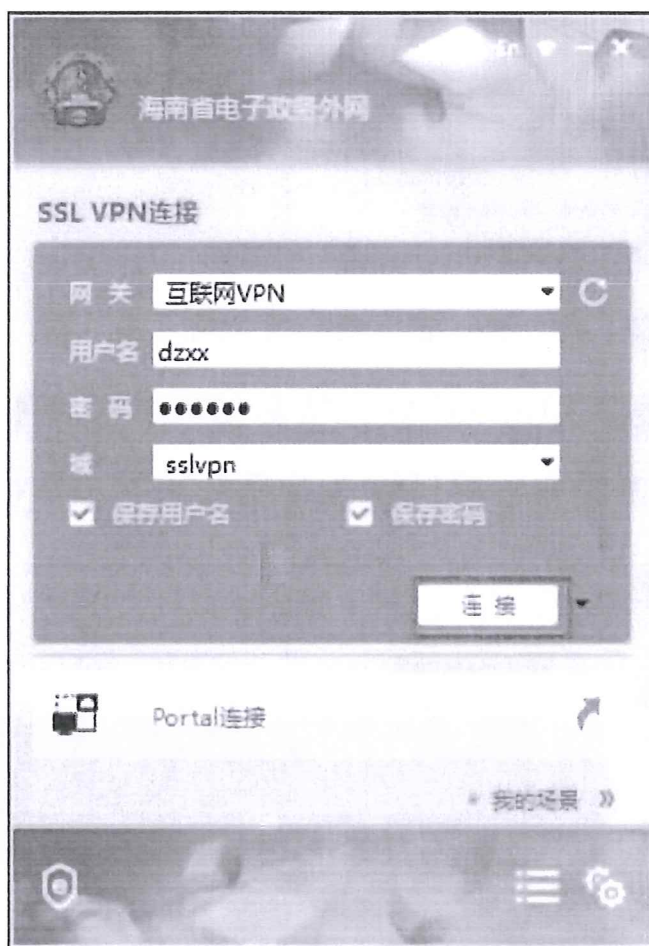 海南省电子政务外网
SSL VPN连接
网 关 互联网VPN
用户名 dzxx
密 码 ●●●●●●
域 sslvpn
保存用户名 保存密码
连 接
Portal连接
我的场景 »